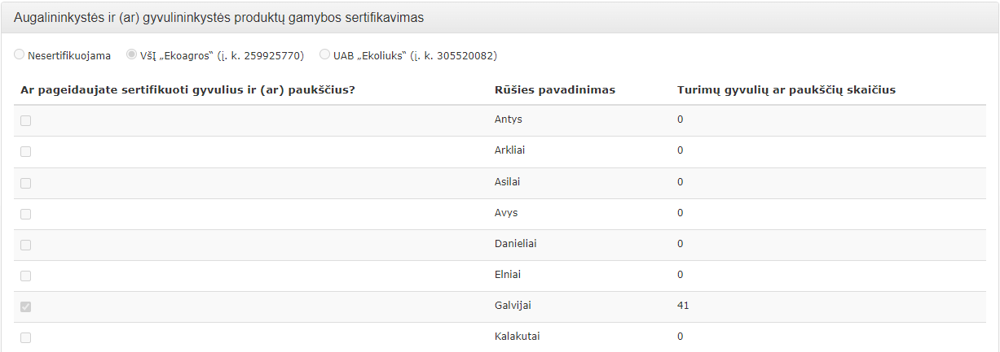 Augalininkystės ir (ar) gyvulininkystės produktų gamybos sertifikavimas
Nesertifikuojama VšĮ „Ekoagros“ (į. k. 259925770) UAB „Ekoliuks“ (į. k. 305520082)
Ar pageidaujate sertifikuoti gyvulius ir (ar) paukščius? Rūšies pavadinimas Turimų gyvulių ar paukščių skaičius
Antys 0
Arkliai 0
Asilai 0
Avys 0
Danieliai 0
Elniai 0
Galvijai 41
Kalakutai 0